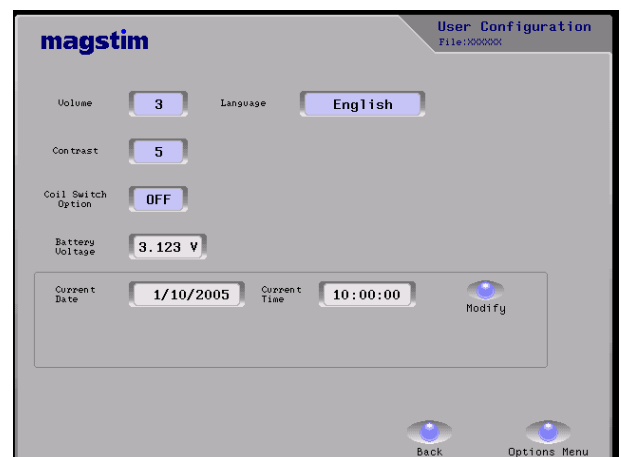 magstim
User Configuration
File:XXXXXX
Volume 3 Language English
Contrast 5
Coil Switch
Option
OFF
Battery
Voltage
3.123 V
Current
Date
1/10/2005
Current
Time
10:00:00
Modify
Back Options Menu